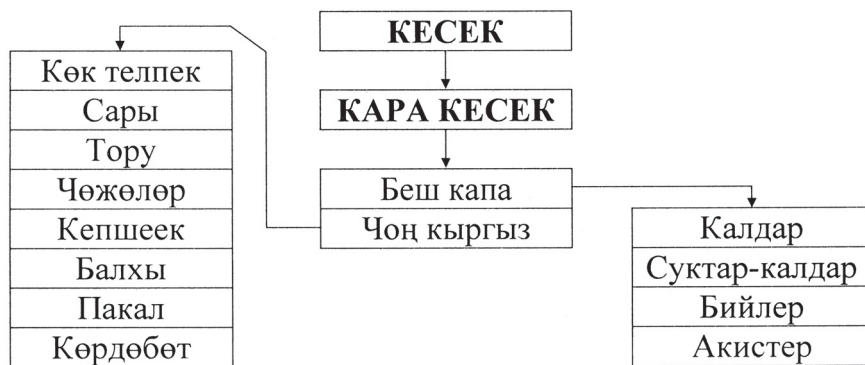 КЕСЕК
КАРА КЕСЕК
Беш капа
Чоң кыргыз
Көк телпек
Сары
Тору
Чөжөлөр
Кепшеек
Балхы
Пакал
Көрдөбөт
Калдар
Суктар-калдар
Бийлер
Акистер